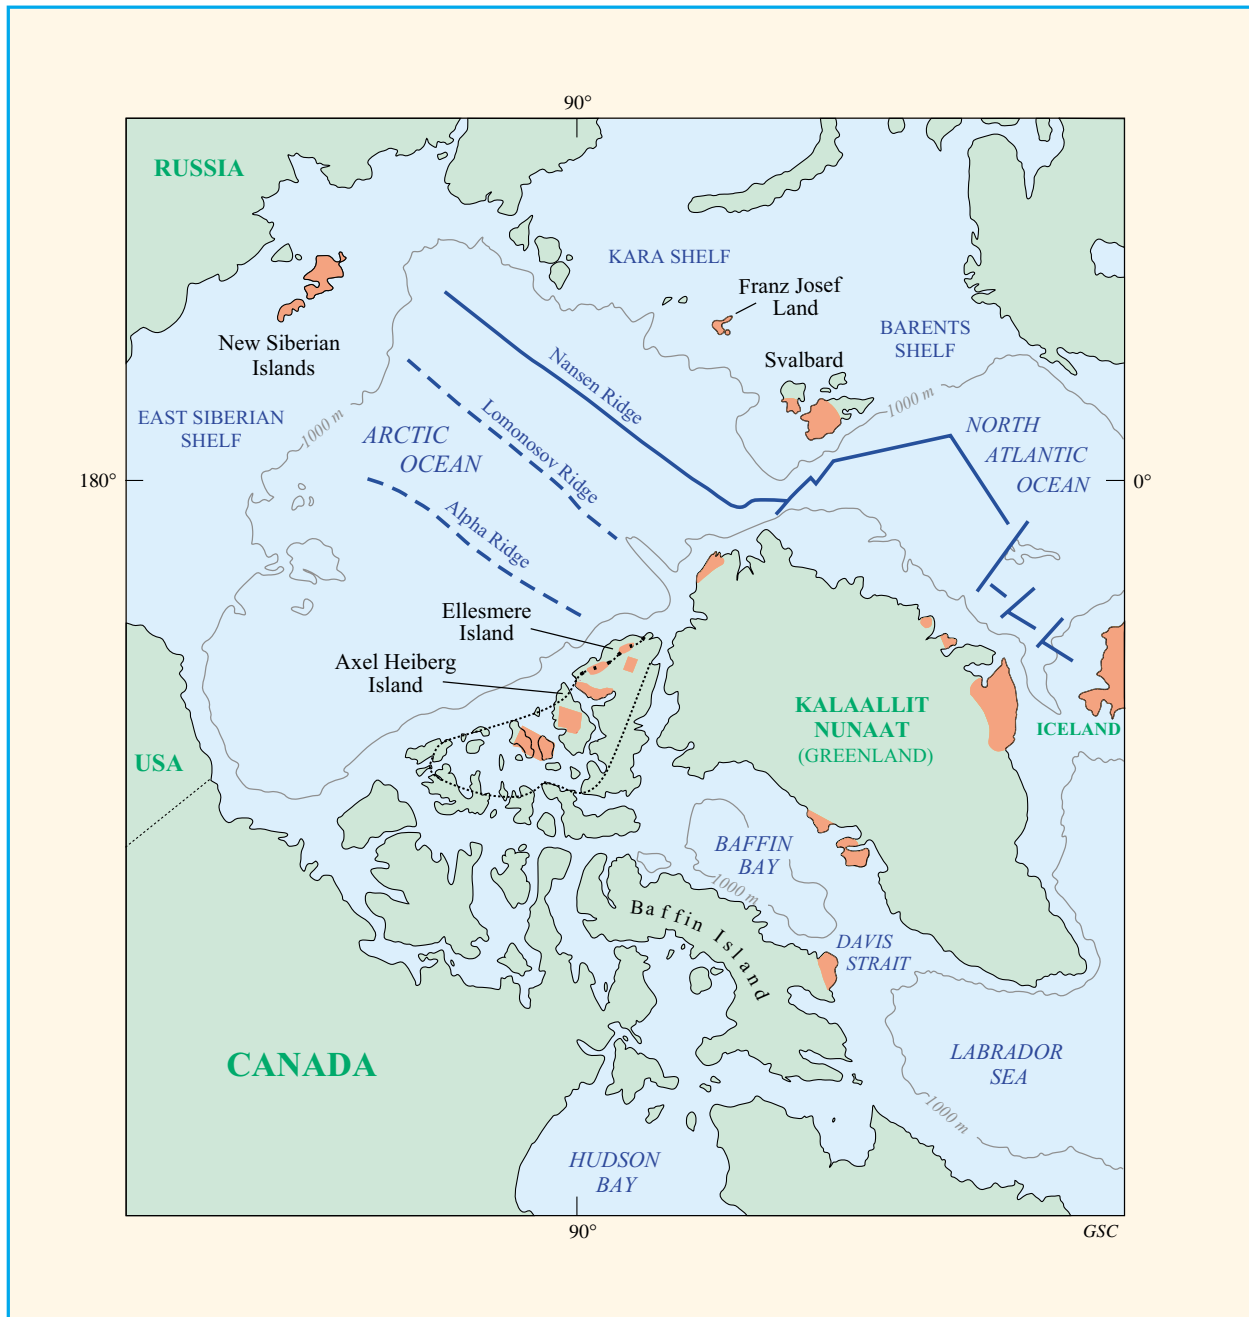 90°
RUSSIA
KARA SHELF
Franz Josef
Land
New Siberian
Islands
BARENTS
SHELF
Svalbard
Nansen Ridge
1000 m
EAST SIBERIAN
SHELF
1000 m
Lomonosov Ridge
ARCTIC
OCEAN
NORTH
ATLANTIC
OCEAN
180°
0°
Alpha Ridge
Ellesmere
Island
Axel Heiberg
Island
KALAALLIT
NUNAAT
(GREENLAND)
ICELAND
USA
BAFFIN
BAY
1000 m
Baffin Island
DAVIS
STRAIT
CANADA
LABRADOR
SEA
1000 m
HUDSON
BAY
90°
GSC